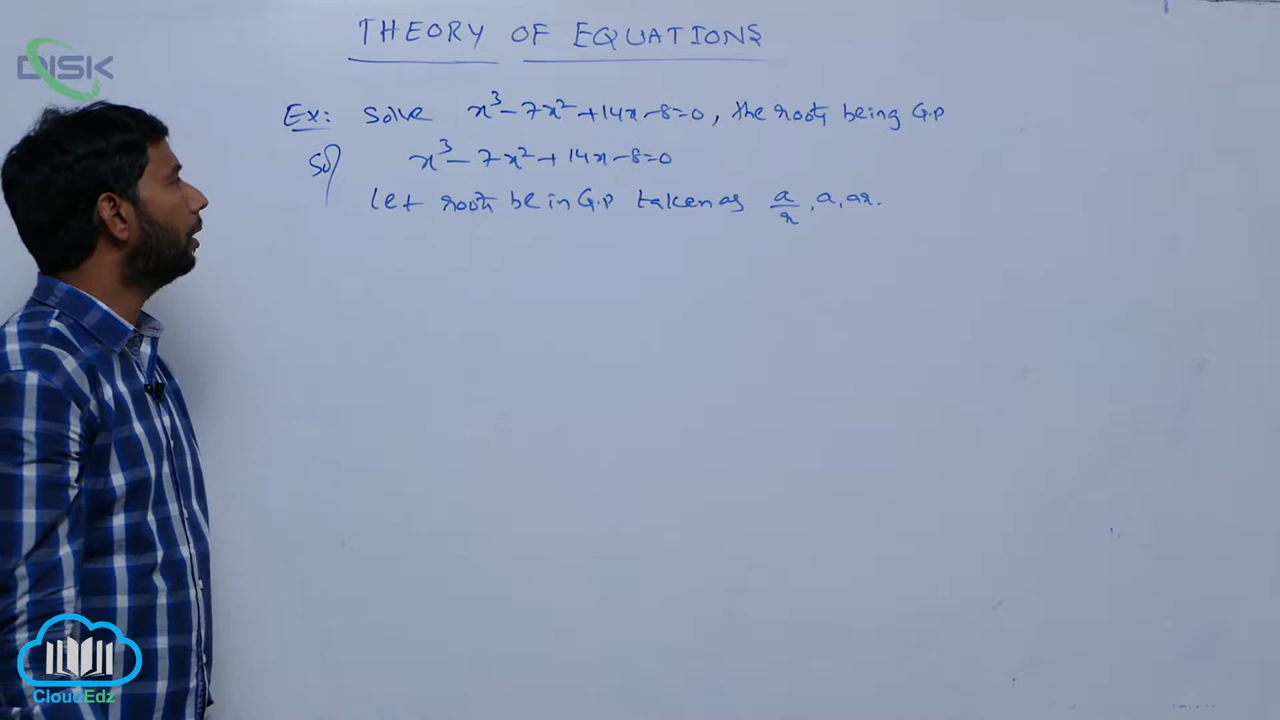 THEORY OF EQUATIONS
DISK
Ex: Solve x³-7x²+14x-8=0, the roots being G.P
Sol
x³-7x²+14x-8=0
Let roots be in G.P taken as a/r, a, ar.
CloudEdz